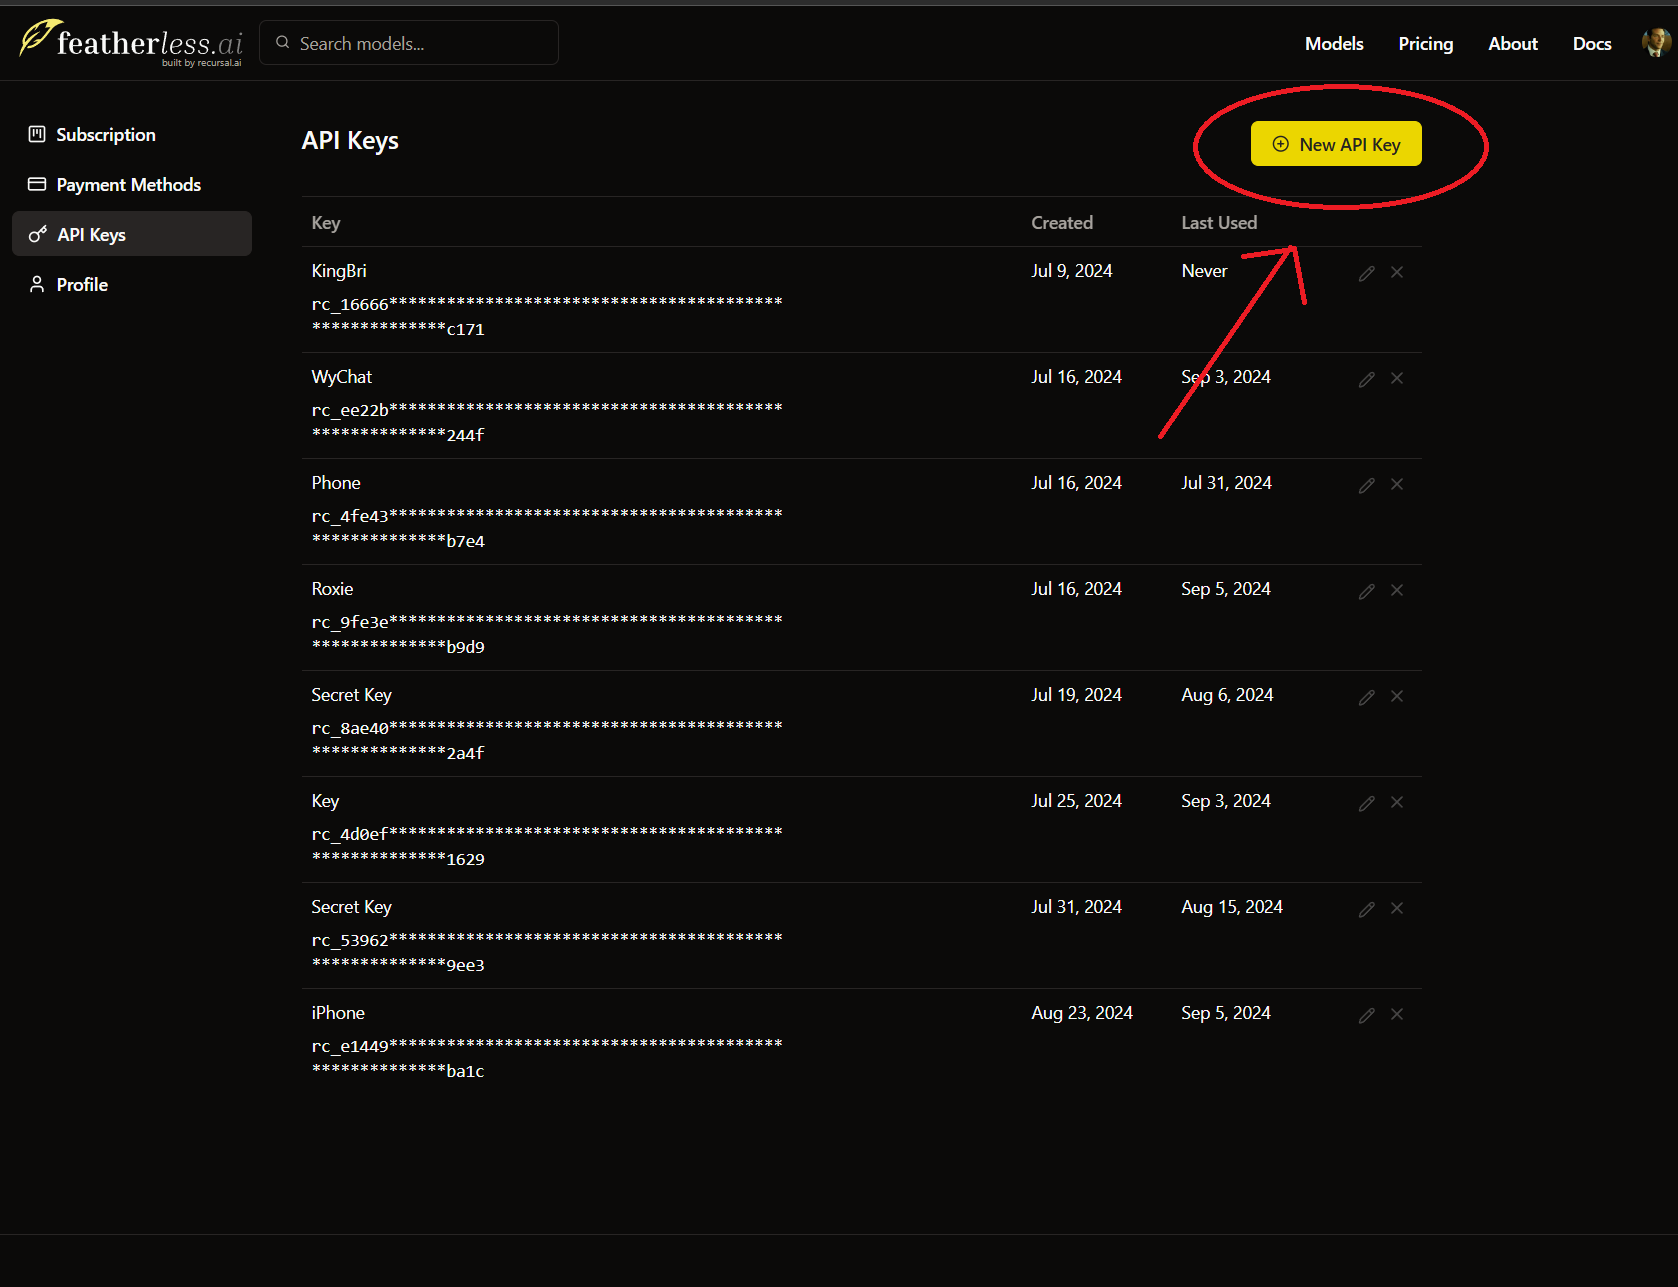 featherless.ai
built by recursal.ai
Search models...
Models
Pricing
About
Docs
Subscription
Payment Methods
API Keys
Profile
API Keys
New API Key
Key Created Last Used
KingBri Jul 9, 2024 Never
rc_16666*****************************************
**************c171
WyChat Jul 16, 2024 Sep 3, 2024
rc_ee22b*****************************************
**************244f
Phone Jul 16, 2024 Jul 31, 2024
rc_4fe43*****************************************
**************b7e4
Roxie Jul 16, 2024 Sep 5, 2024
rc_9fe3e*****************************************
**************b9d9
Secret Key Jul 19, 2024 Aug 6, 2024
rc_8ae40*****************************************
**************2a4f
Key Jul 25, 2024 Sep 3, 2024
rc_4d0ef*****************************************
**************1629
Secret Key Jul 31, 2024 Aug 15, 2024
rc_53962*****************************************
**************9ee3
iPhone Aug 23, 2024 Sep 5, 2024
rc_e1449*****************************************
**************ba1c